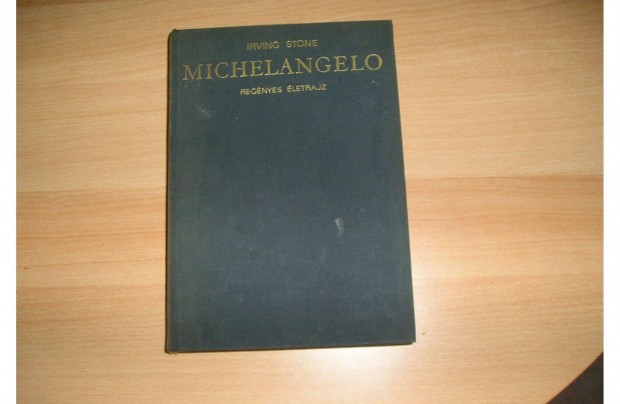 IRVING STONE
MICHELANGELO
REGÉNYES ÉLETRAJZ